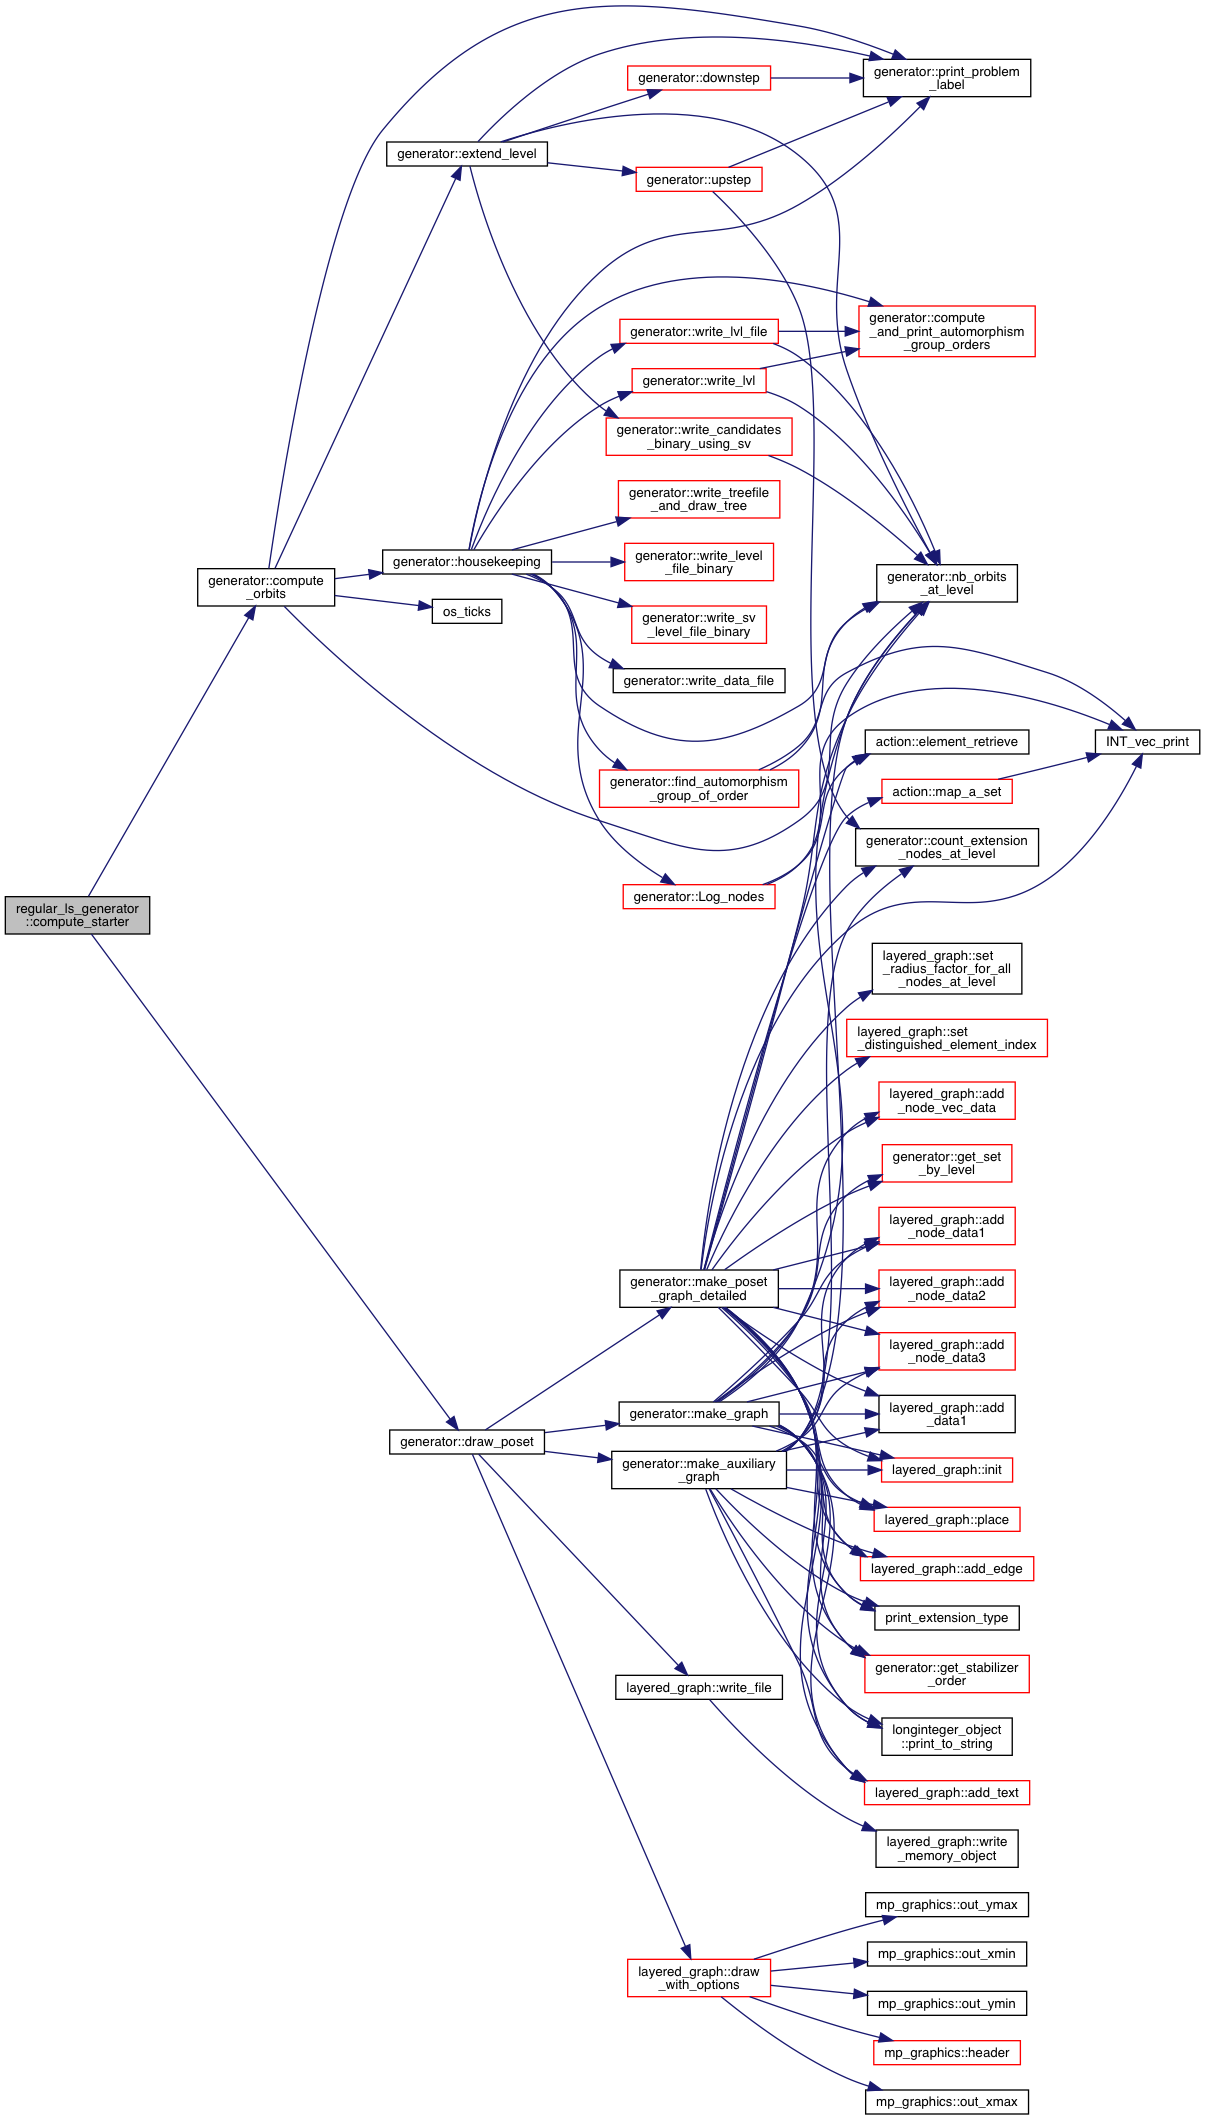 generator::print_problem
_label
generator::downstep
generator::extend_level
generator::upstep
generator::compute
_and_print_automorphism
_group_orders
generator::write_lvl_file
generator::write_lvl
generator::write_candidates
_binary_using_sv
generator::write_treefile
_and_draw_tree
generator::housekeeping
generator::write_level
_file_binary
generator::nb_orbits
_at_level
generator::compute
_orbits
os_ticks
generator::write_sv
_level_file_binary
generator::write_data_file
action::element_retrieve
INT_vec_print
generator::find_automorphism
_group_of_order
action::map_a_set
generator::count_extension
_nodes_at_level
generator::Log_nodes
regular_ls_generator
::compute_starter
layered_graph::set
_radius_factor_for_all
_nodes_at_level
layered_graph::set
_distinguished_element_index
layered_graph::add
_node_vec_data
generator::get_set
_by_level
layered_graph::add
_node_data1
generator::make_poset
_graph_detailed
layered_graph::add
_node_data2
layered_graph::add
_node_data3
generator::make_graph
layered_graph::add
_data1
generator::draw_poset
generator::make_auxiliary
_graph
layered_graph::init
layered_graph::place
layered_graph::add_edge
print_extension_type
generator::get_stabilizer
_order
layered_graph::write_file
longinteger_object
::print_to_string
layered_graph::add_text
layered_graph::write
_memory_object
mp_graphics::out_ymax
mp_graphics::out_xmin
layered_graph::draw
_with_options
mp_graphics::out_ymin
mp_graphics::header
mp_graphics::out_xmax